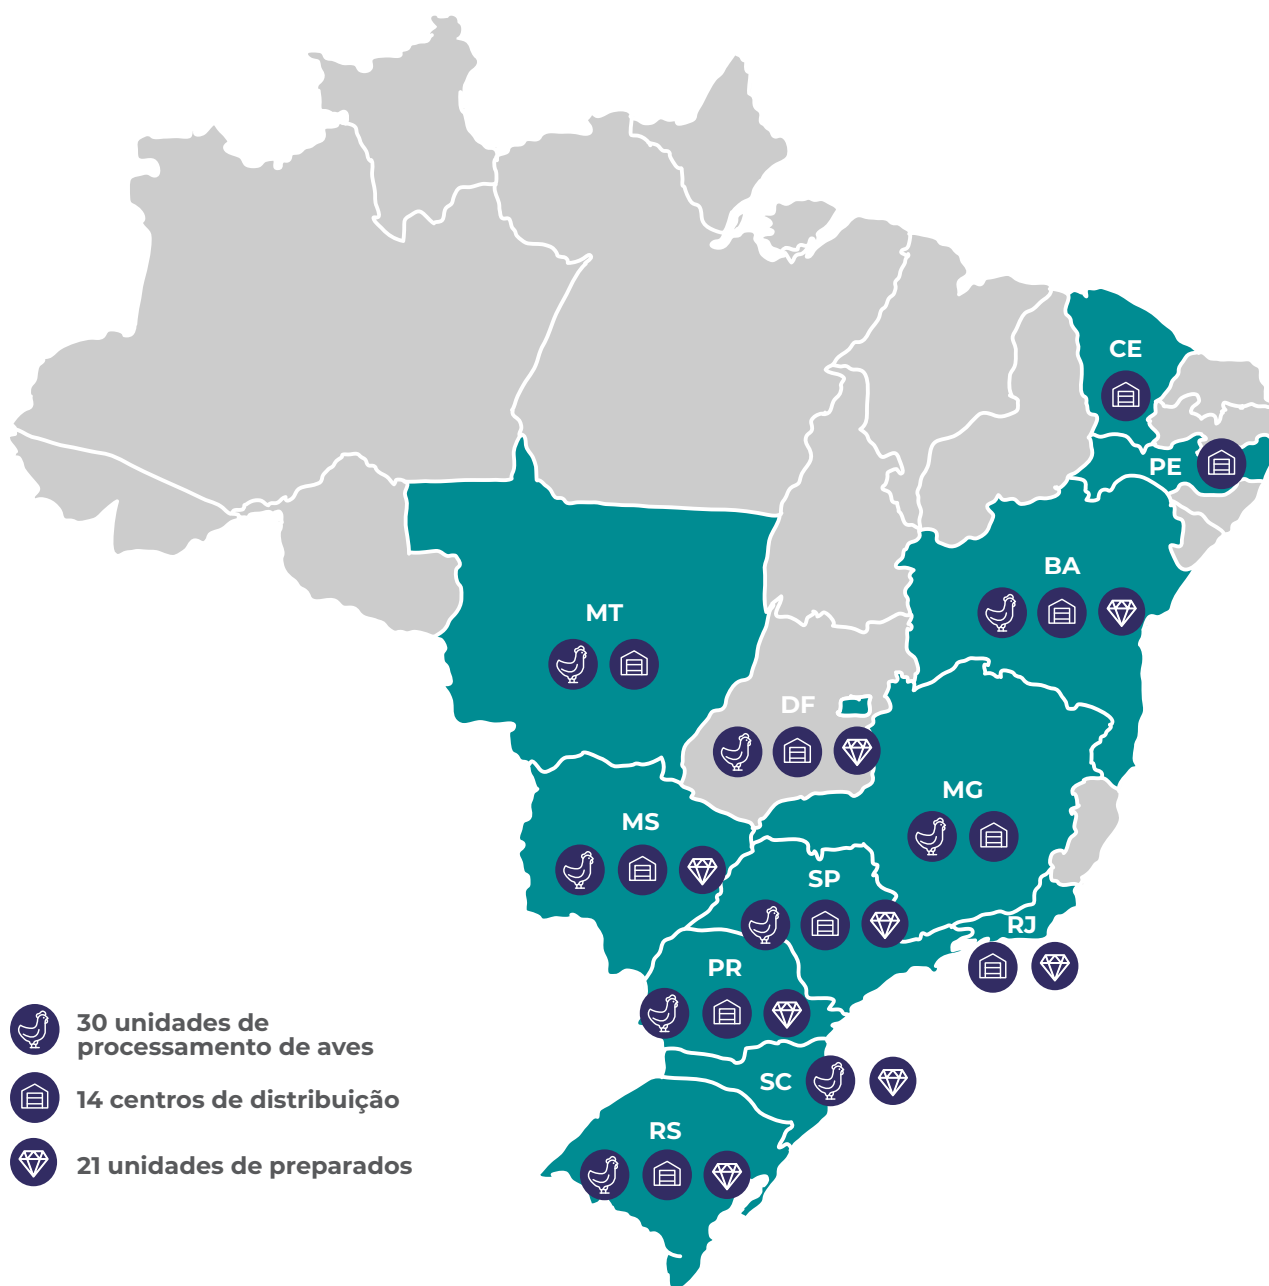 CE
PE
BA
MT
DF
MG
MS
SP
RJ
PR
SC
RS
30 unidades de
processamento de aves
14 centros de distribuição
21 unidades de preparados